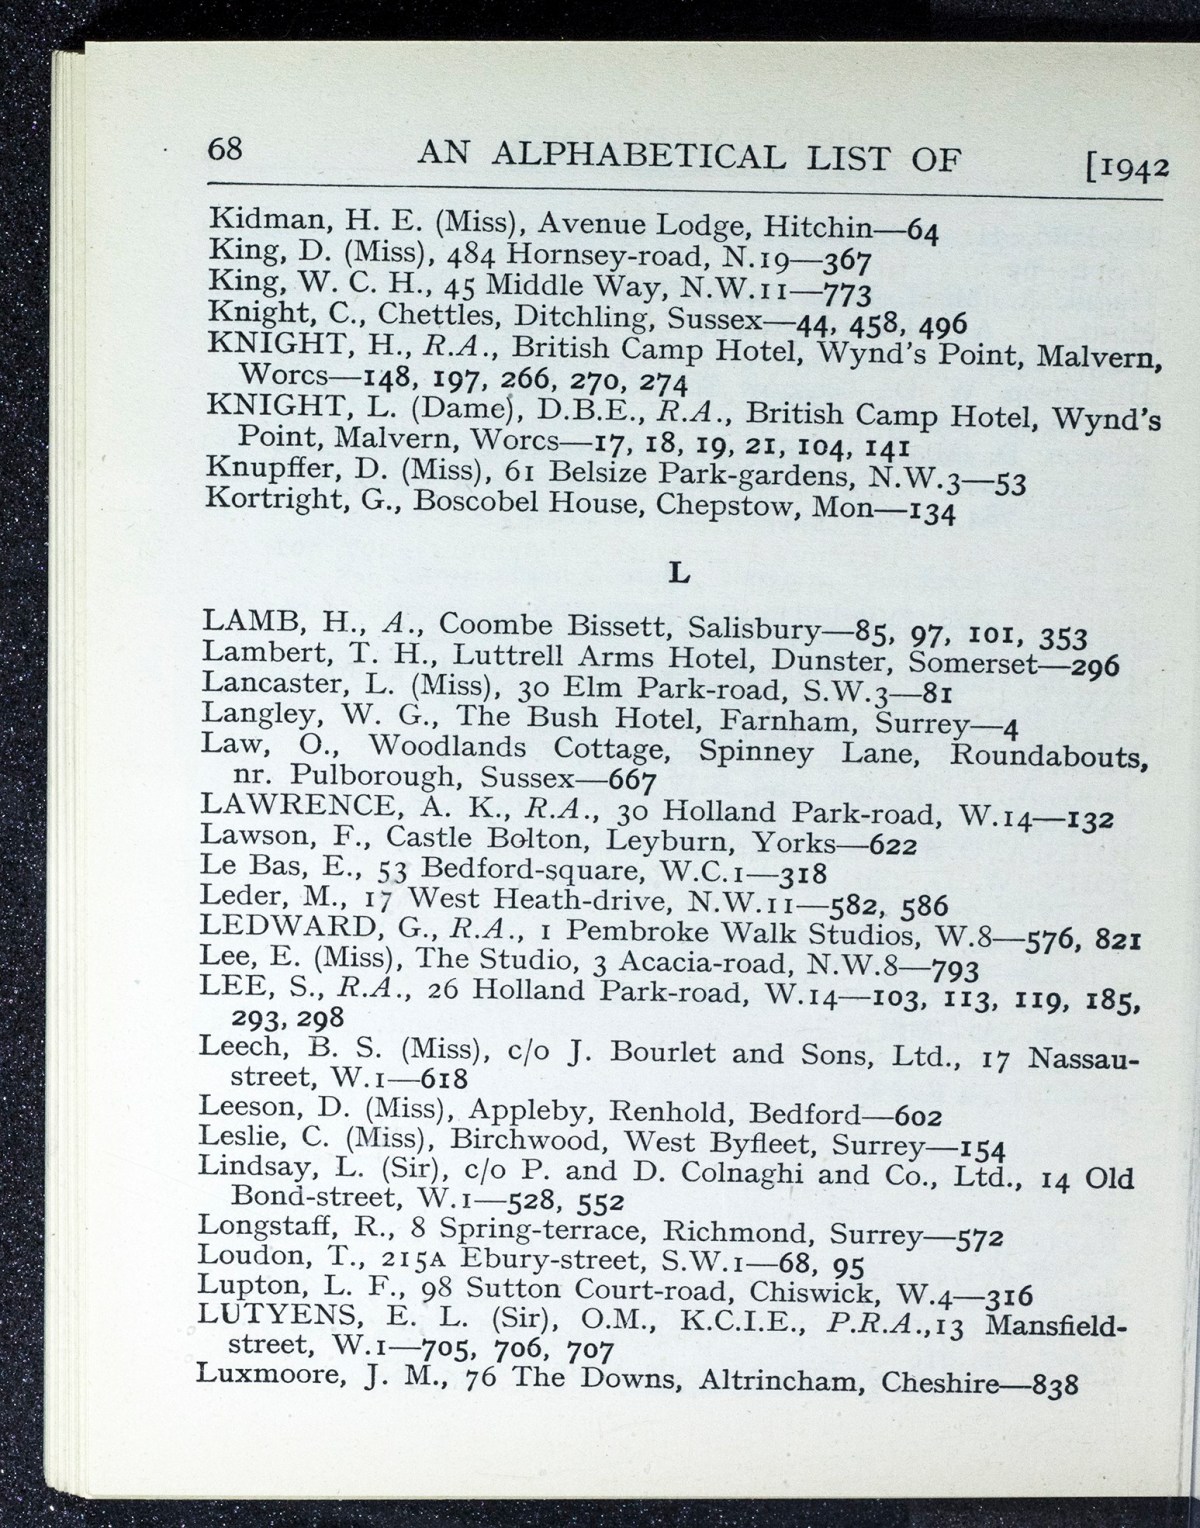 68 AN ALPHABETICAL LIST OF [1942
Kidman, H. E. (Miss), Avenue Lodge, Hitchin—64
King, D. (Miss), 484 Hornsey-road, N.19—367
King, W. C. H., 45 Middle Way, N.W.11—773
Knight, C., Chettles, Ditchling, Sussex—44, 458, 496
KNIGHT, H., R.A., British Camp Hotel, Wynd's Point, Malvern,
Worcs—148, 197, 266, 270, 274
KNIGHT, L. (Dame), D.B.E., R.A., British Camp Hotel, Wynd's
Point, Malvern, Worcs—17, 18, 19, 21, 104, 141
Knupffer, D. (Miss), 61 Belsize Park-gardens, N.W.3—53
Kortright, G., Boscobel House, Chepstow, Mon—134
L
LAMB, H., A., Coombe Bissett, Salisbury—85, 97, 101, 353
Lambert, T. H., Luttrell Arms Hotel, Dunster, Somerset—296
Lancaster, L. (Miss), 30 Elm Park-road, S.W.3—81
Langley, W. G., The Bush Hotel, Farnham, Surrey—4
Law, O., Woodlands Cottage, Spinney Lane, Roundabouts,
nr. Pulborough, Sussex—667
LAWRENCE, A. K., R.A., 30 Holland Park-road, W.14—132
Lawson, F., Castle Bolton, Leyburn, Yorks—622
Le Bas, E., 53 Bedford-square, W.C.1—318
Leder, M., 17 West Heath-drive, N.W.11—582, 586
LEDWARD, G., R.A., 1 Pembroke Walk Studios, W.8—576, 821
Lee, E. (Miss), The Studio, 3 Acacia-road, N.W.8—793
LEE, S., R.A., 26 Holland Park-road, W.14—103, 113, 119, 185,
293, 298
Leech, B. S. (Miss), c/o J. Bourlet and Sons, Ltd., 17 Nassau-
street, W.1—618
Leeson, D. (Miss), Appleby, Renhold, Bedford—602
Leslie, C. (Miss), Birchwood, West Byfleet, Surrey—154
Lindsay, L. (Sir), c/o P. and D. Colnaghi and Co., Ltd., 14 Old
Bond-street, W.1—528, 552
Longstaff, R., 8 Spring-terrace, Richmond, Surrey—572
Loudon, T., 215A Ebury-street, S.W.1—68, 95
Lupton, L. F., 98 Sutton Court-road, Chiswick, W.4—316
LUTYENS, E. L. (Sir), O.M., K.C.I.E., P.R.A.,13 Mansfield-
street, W.1—705, 706, 707
Luxmoore, J. M., 76 The Downs, Altrincham, Cheshire—838